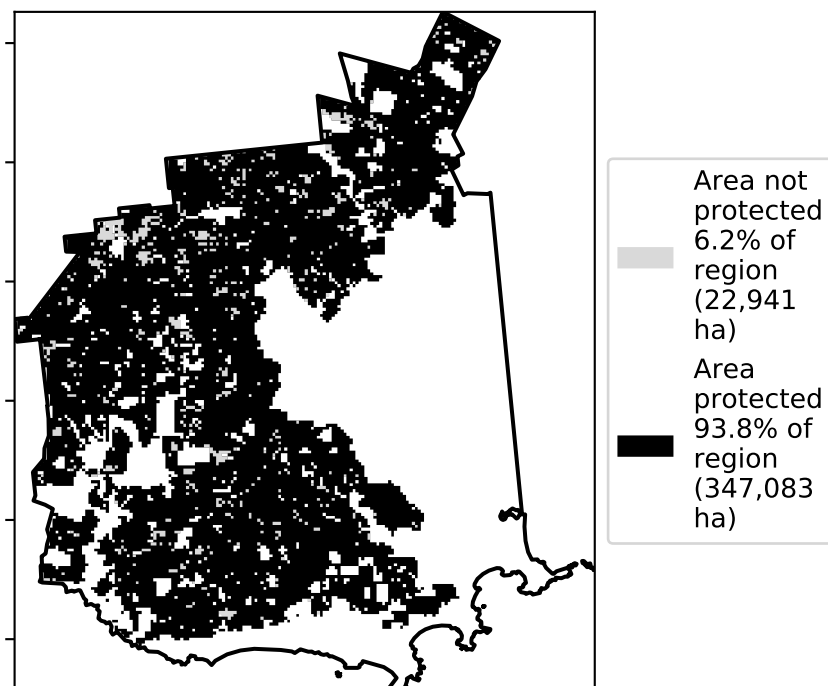 Area not
protected
6.2% of
region
(22,941
ha)
Area
protected
93.8% of
region
(347,083
ha)